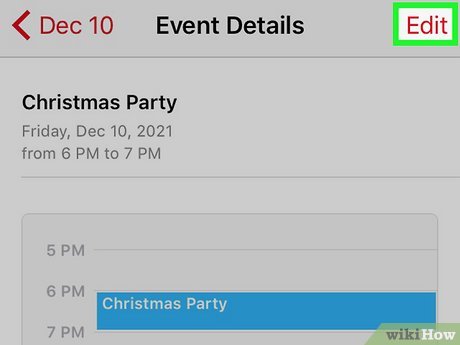 Dec 10 Event Details Edit
Christmas Party
Friday, Dec 10, 2021
from 6 PM to 7 PM
5 PM
6 PM
Christmas Party
7 PM
wikiHow